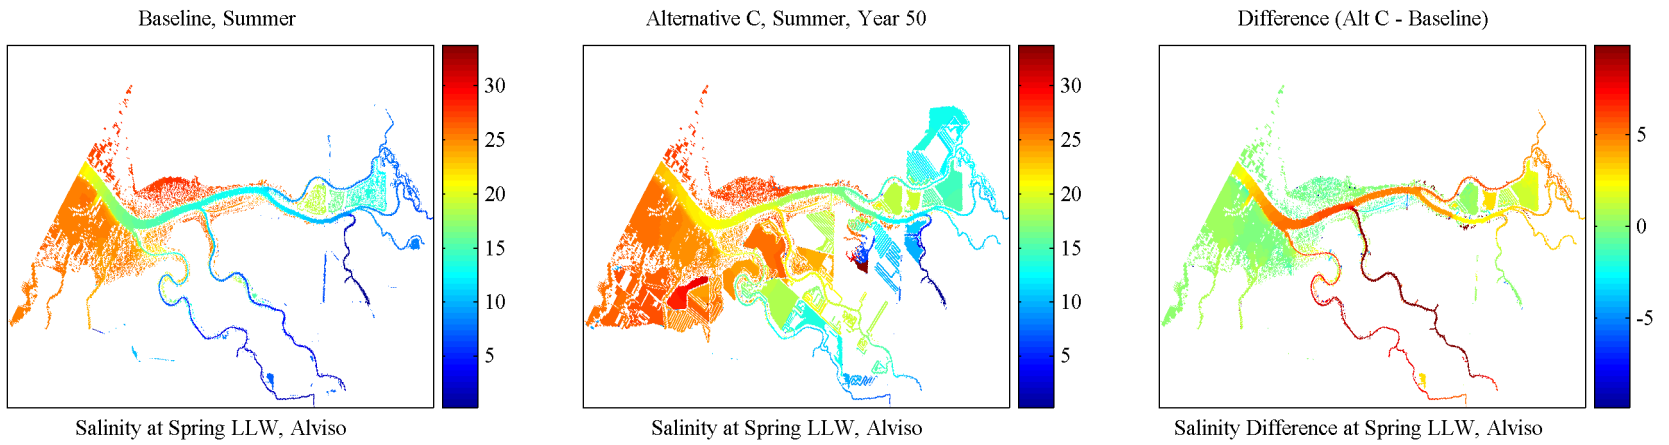 Baseline, Summer
30
25
20
15
10
5
Salinity at Spring LLW, Alviso
Alternative C, Summer, Year 50
30
25
20
15
10
5
Salinity at Spring LLW, Alviso
Difference (Alt C - Baseline)
5
0
-5
Salinity Difference at Spring LLW, Alviso